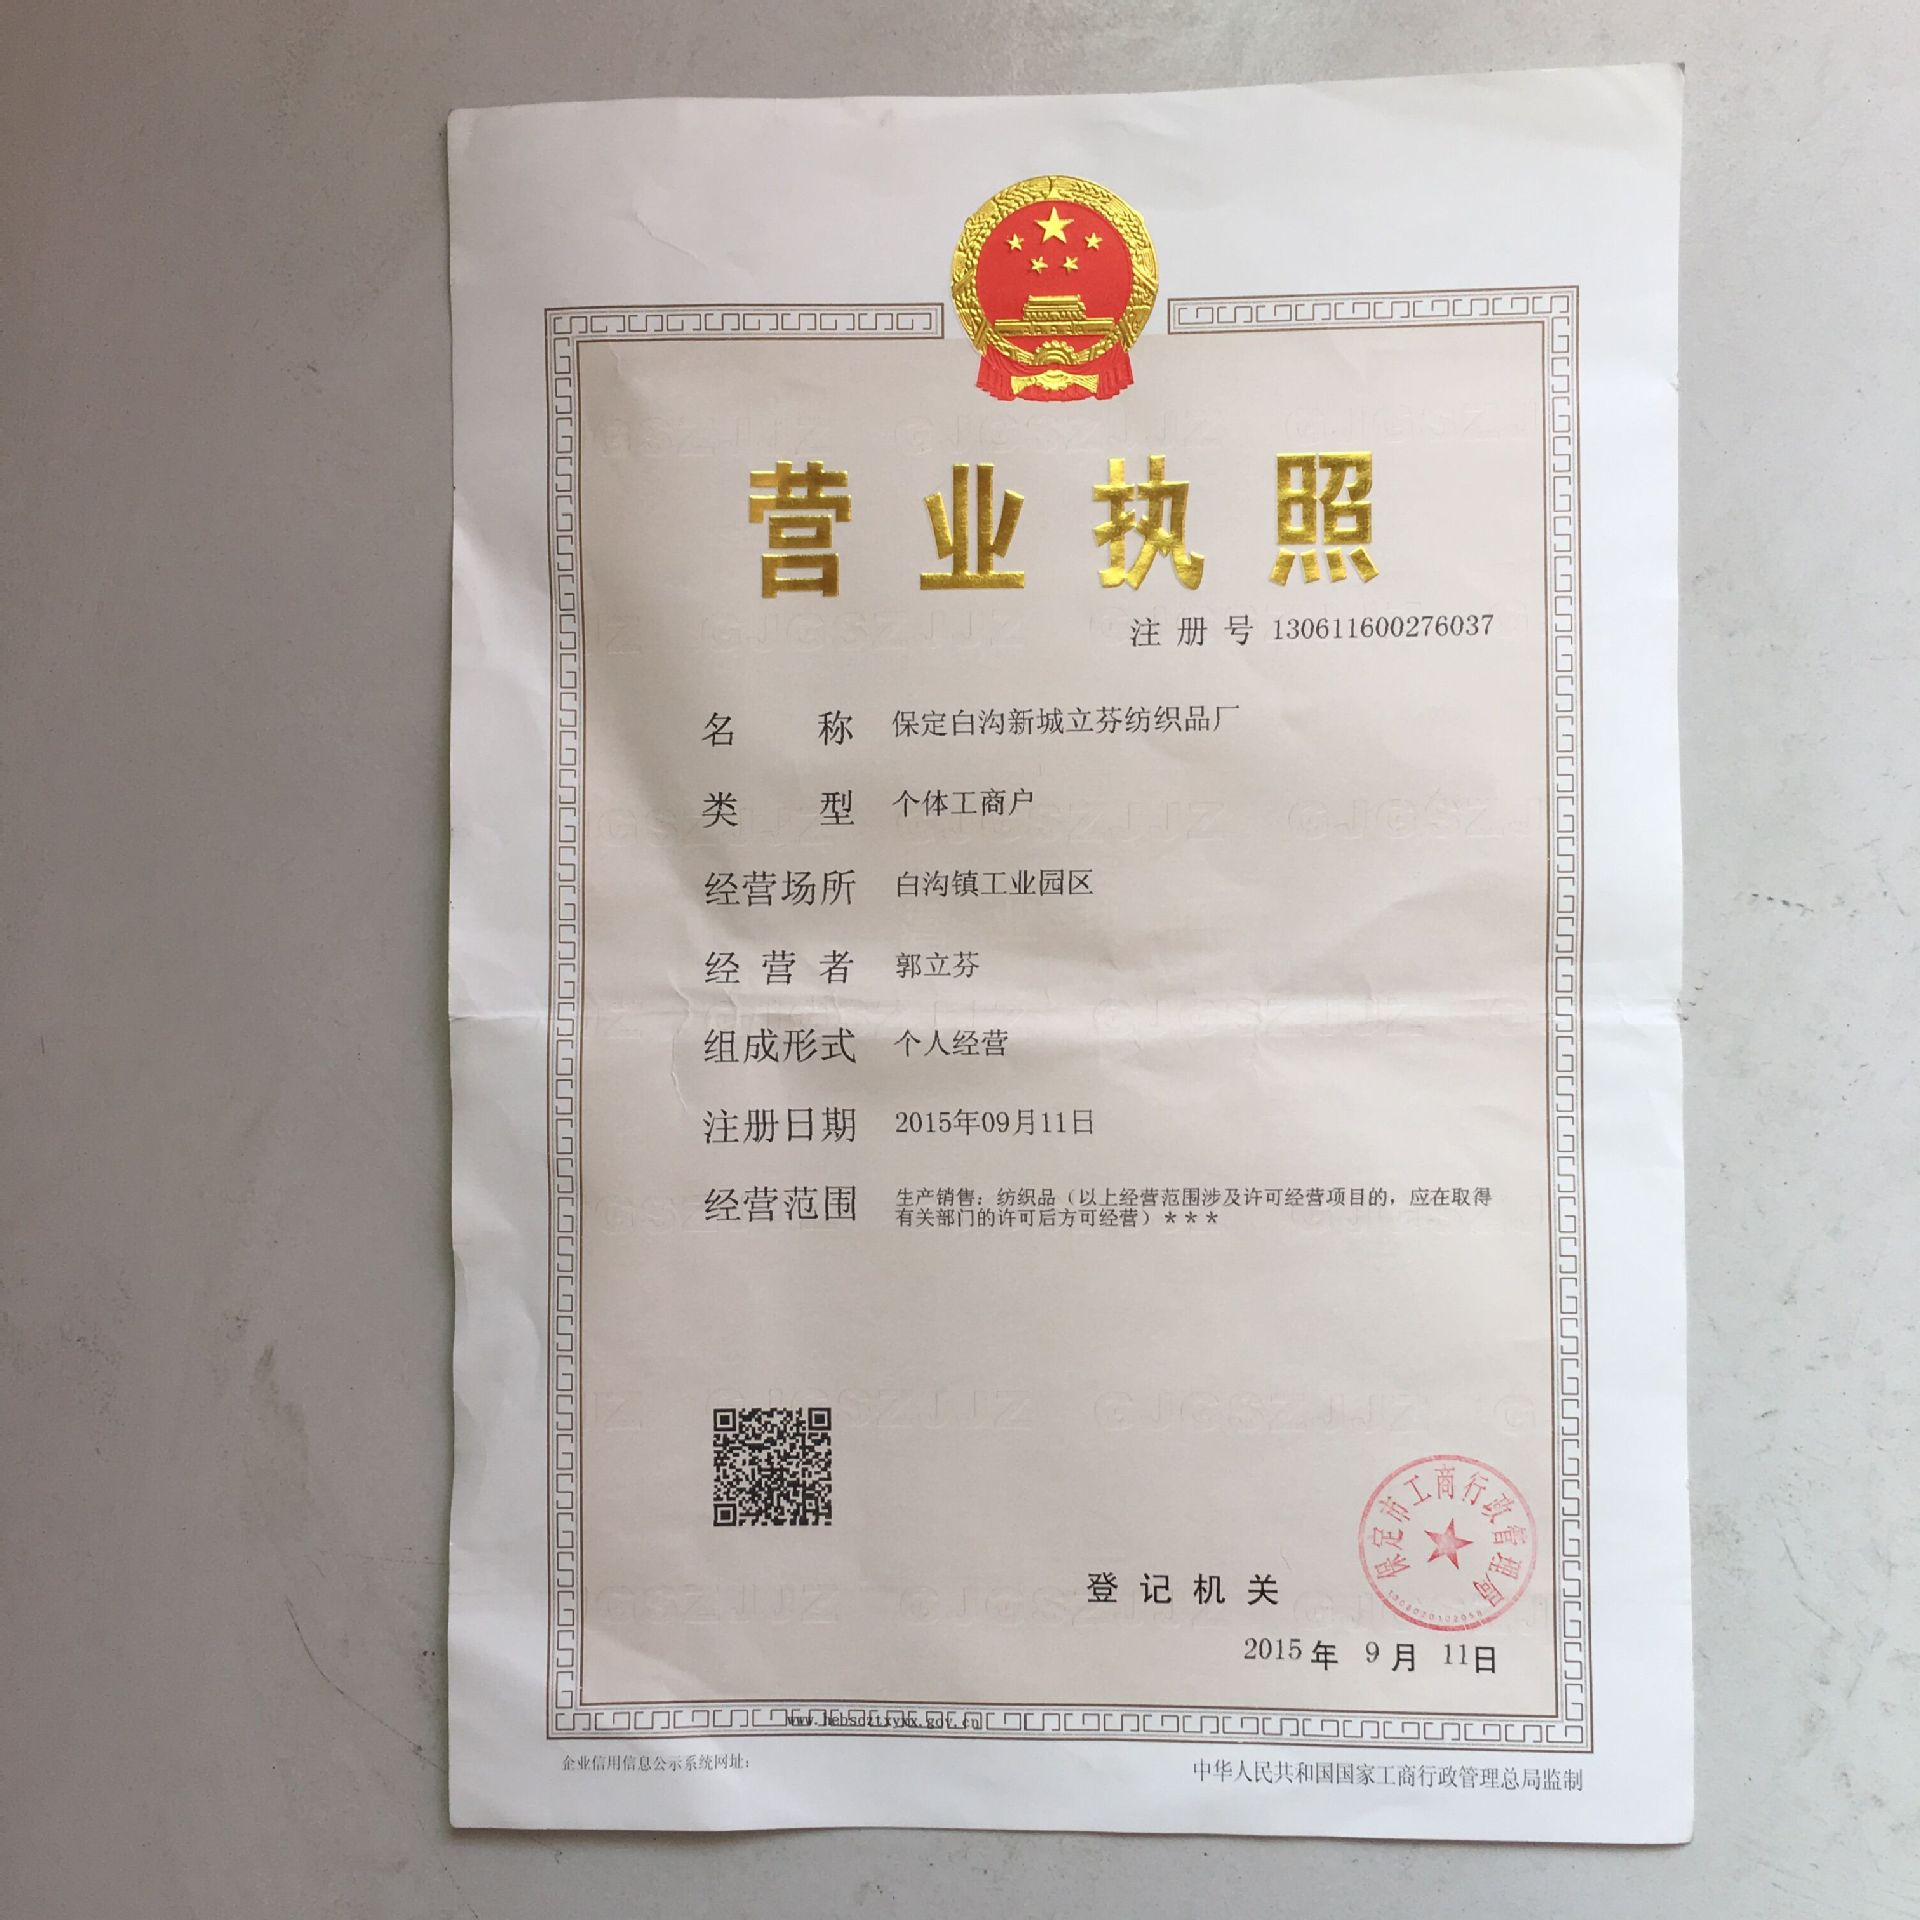 营业执照
注 册 号 130611600276037
名 称 保定白沟新城立芬纺织品厂
类 型 个体工商户
经营场所 白沟镇工业园区
经 营 者 郭立芬
组成形式 个人经营
注册日期 2015年09月11日
经营范围 生产销售：纺织品（以上经营范围涉及许可经营项目的，应在取得
有关部门的许可后方可经营）***
保定市工商行政管理局
登 记 机 关
2015 年 9 月 11 日
www.hebscztxyxx.gov.cn
企业信用信息公示系统网址：
中华人民共和国国家工商行政管理总局监制